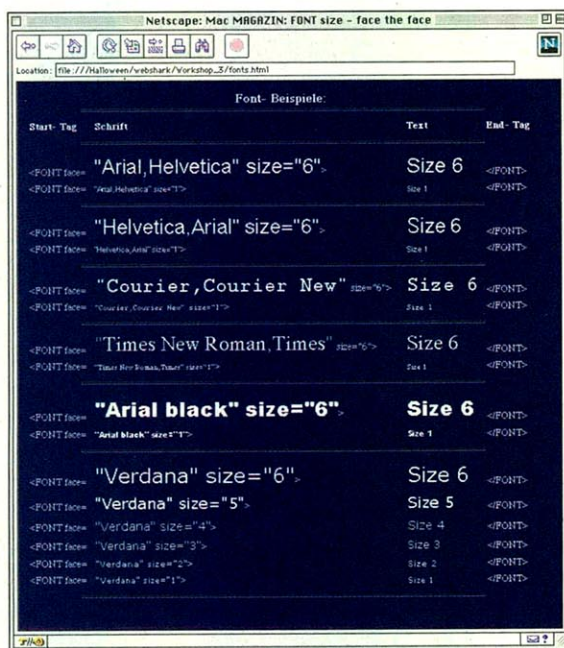 Netscape: Mac MAGAZIN: FONT size - face the face
N
Location: file:///Halloween/webshark/Workshop_3/fonts.html
Font- Beispiele:
Start- Tag Schrift Text End- Tag
<FONT face= "Arial,Helvetica" size="6"> Size 6 </FONT>
<FONT face= "Arial,Helvetica" size="1"> Size 1 </FONT>
<FONT face= "Helvetica,Arial" size="6"> Size 6 </FONT>
<FONT face= "Helvetica,Arial" size="1"> Size 1 </FONT>
<FONT face= "Courier,Courier New" size="6"> Size 6 </FONT>
<FONT face= "Courier,Courier New" size="1"> Size 1 </FONT>
<FONT face= "Times New Roman,Times" size="6"> Size 6 </FONT>
<FONT face= "Times New Roman,Times" size="1"> Size 1 </FONT>
<FONT face= "Arial black" size="6"> Size 6 </FONT>
<FONT face= "Arial black" size="1"> Size 1 </FONT>
<FONT face= "Verdana" size="6"> Size 6 </FONT>
<FONT face= "Verdana" size="5"> Size 5 </FONT>
<FONT face= "Verdana" size="4"> Size 4 </FONT>
<FONT face= "Verdana" size="3"> Size 3 </FONT>
<FONT face= "Verdana" size="2"> Size 2 </FONT>
<FONT face= "Verdana" size="1"> Size 1 </FONT>
?